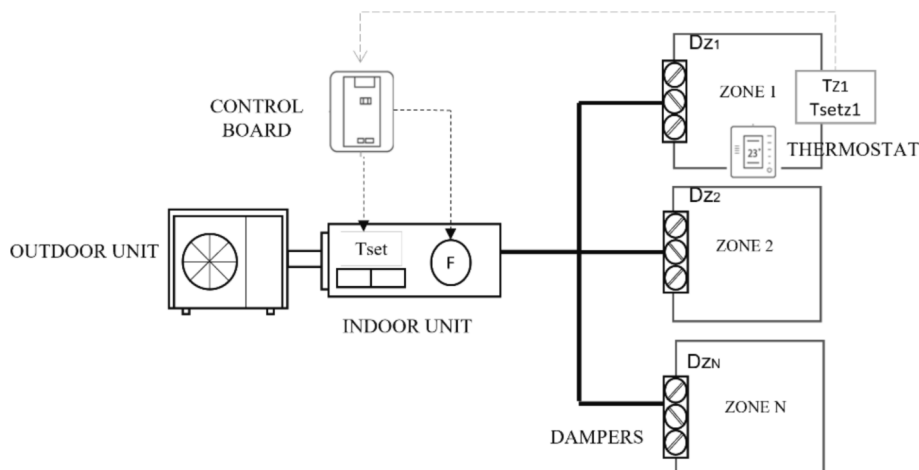 Dz1
CONTROL
BOARD
ZONE 1
Tz1
Tsetz1
23°
THERMOSTAT
Dz2
ZONE 2
OUTDOOR UNIT
Tset
F
INDOOR UNIT
DzN
ZONE N
DAMPERS